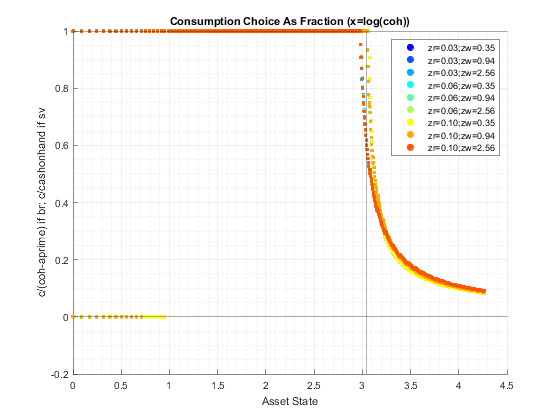 Consumption Choice As Fraction (x=log(coh))
c/(coh-aprime) if br; c/cashonhand if sv
1
0.8
0.6
0.4
0.2
0
-0.2
zr=0.03;zw=0.35
zr=0.03;zw=0.94
zr=0.03;zw=2.56
zr=0.06;zw=0.35
zr=0.06;zw=0.94
zr=0.06;zw=2.56
zr=0.10;zw=0.35
zr=0.10;zw=0.94
zr=0.10;zw=2.56
0 0.5 1 1.5 2 2.5 3 3.5 4 4.5
Asset State